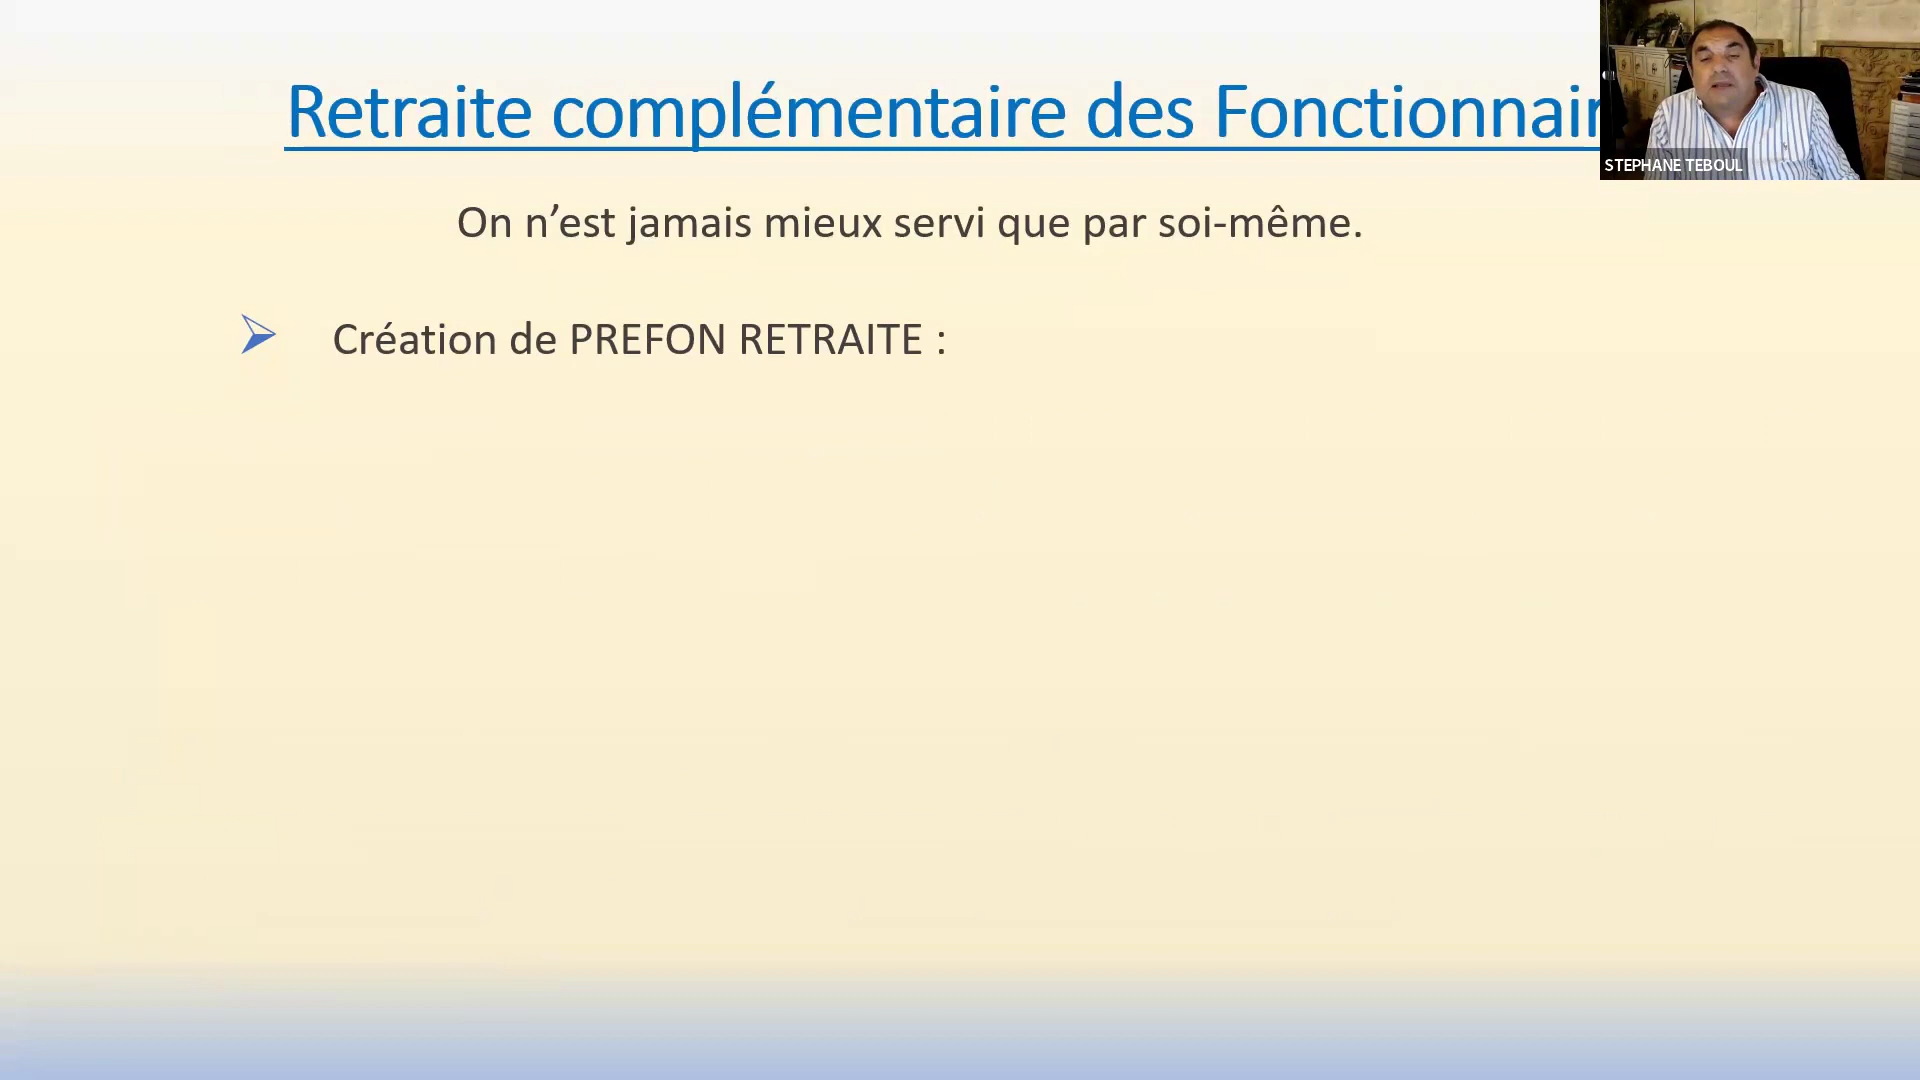 Retraite complémentaire des Fonctionnair
STEPHANE TEBOUL
On n’est jamais mieux servi que par soi-même.
Création de PREFON RETRAITE :